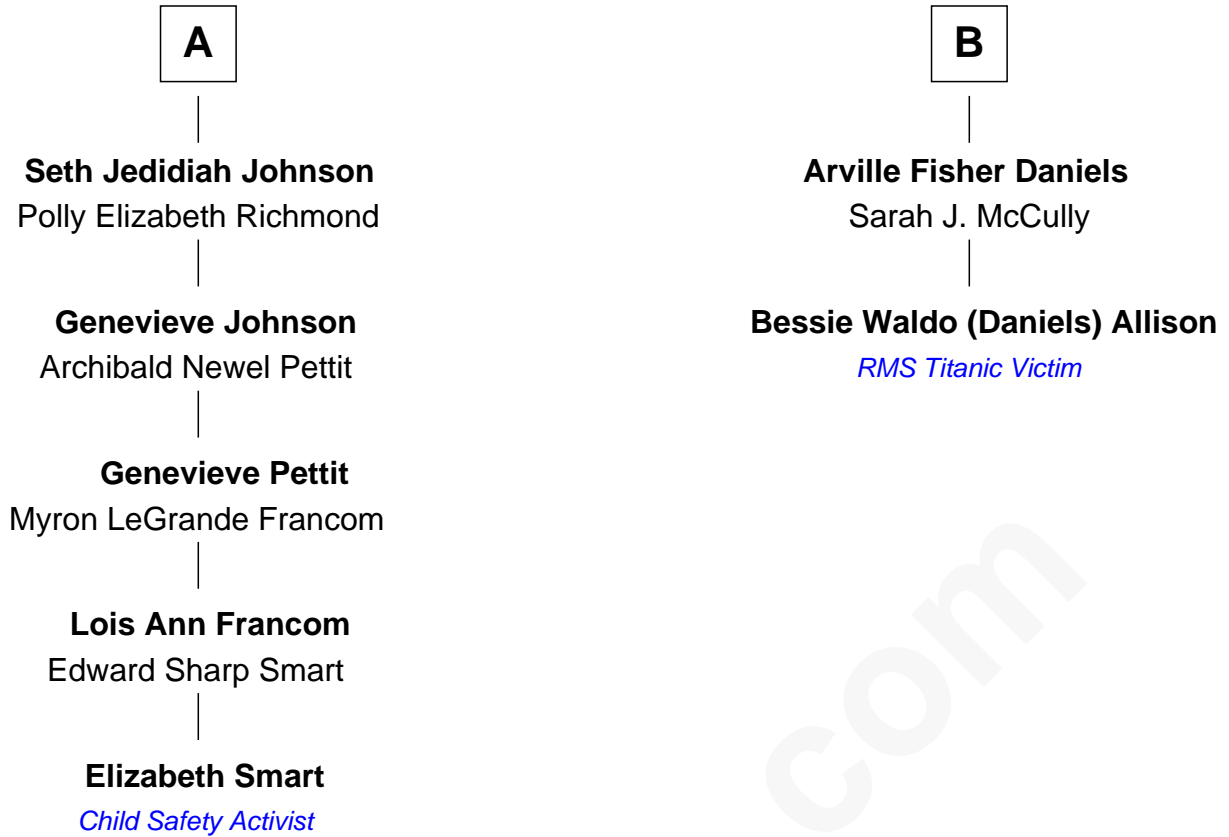 A
Seth Jedidiah Johnson
Polly Elizabeth Richmond
Genevieve Johnson
Archibald Newel Pettit
Genevieve Pettit
Myron LeGrande Francom
Lois Ann Francom
Edward Sharp Smart
Elizabeth Smart
Child Safety Activist
B
Arville Fisher Daniels
Sarah J. McCully
Bessie Waldo (Daniels) Allison
RMS Titanic Victim
com